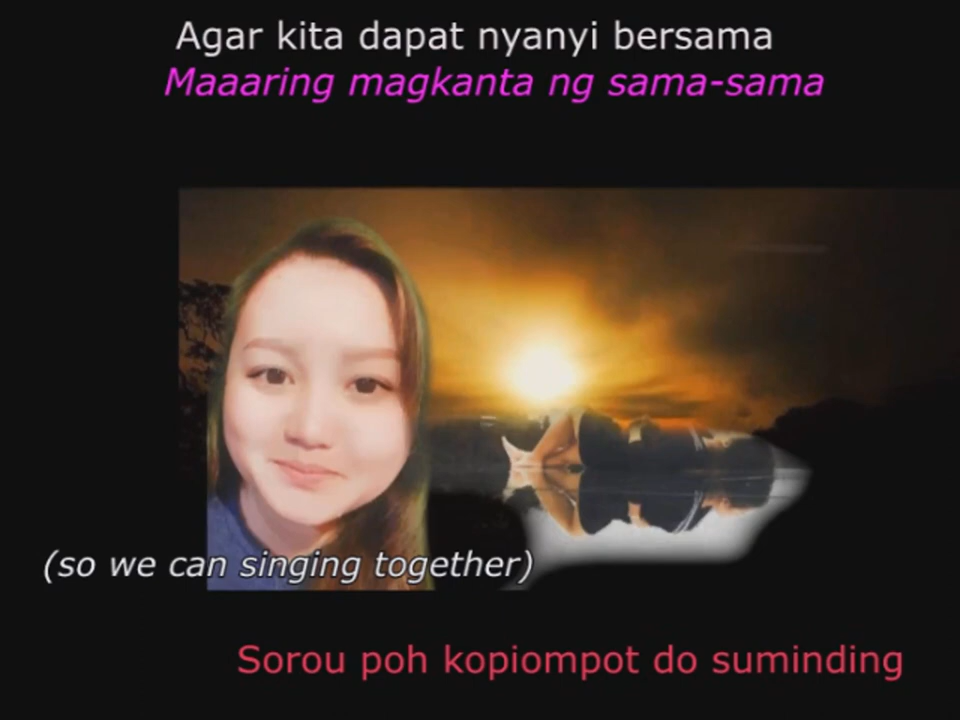 Agar kita dapat nyanyi bersama
Maaaring magkanta ng sama-sama
(so we can singing together)
Sorou poh kopiompot do suminding